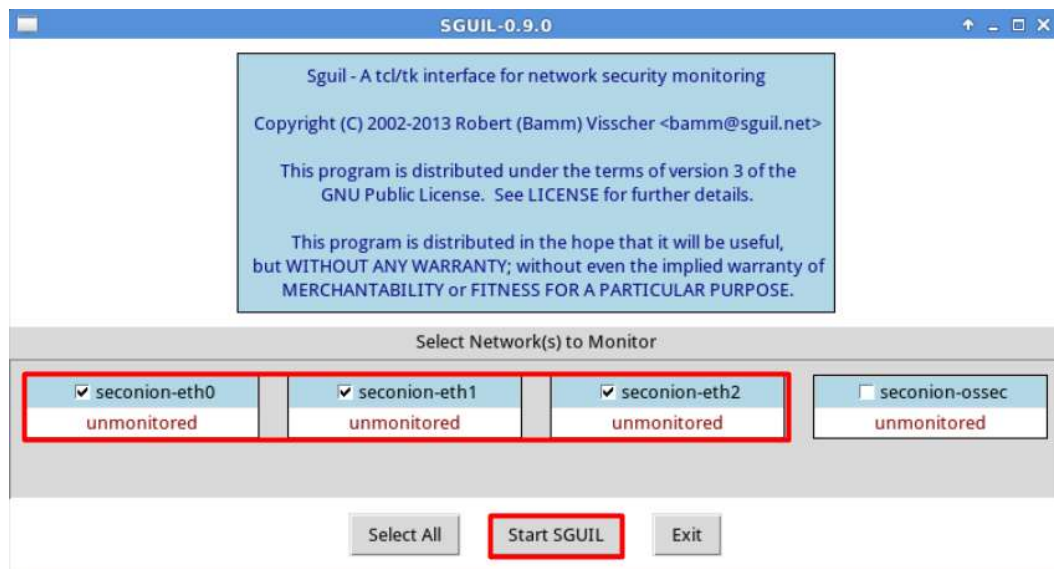 SGUIL-0.9.0
Sguil - A tcl/tk interface for network security monitoring
Copyright (C) 2002-2013 Robert (Bamm) Visscher <bamm@sguil.net>
This program is distributed under the terms of version 3 of the
GNU Public License. See LICENSE for further details.
This program is distributed in the hope that it will be useful,
but WITHOUT ANY WARRANTY; without even the implied warranty of
MERCHANTABILITY or FITNESS FOR A PARTICULAR PURPOSE.
Select Network(s) to Monitor
seconion-eth0 seconion-eth1 seconion-eth2 seconion-ossec
unmonitored unmonitored unmonitored unmonitored
Select All Start SGUIL Exit